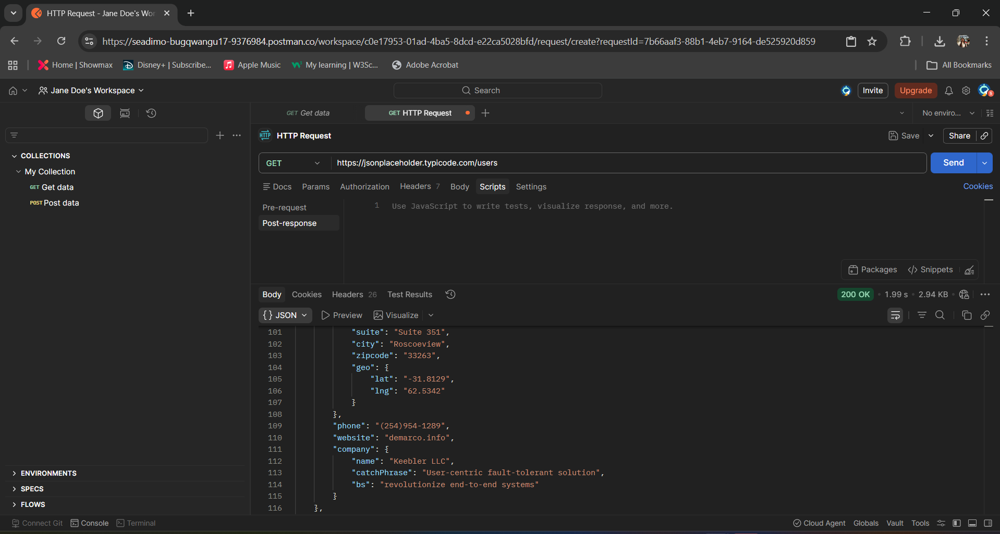 HTTP Request - Jane Doe's Wor
https://seadimo-bugqwangu17-9376984.postman.co/workspace/c0e17953-01ad-4ba5-8dcd-e22ca5028bfd/request/create?requestId=7b66aaf3-88b1-4eb7-9164-de525920d859
Home | Showmax Disney+ | Subscribe... Apple Music My learning | W3Sc... Adobe Acrobat All Bookmarks
Jane Doe's Workspace Search Invite Upgrade
GET Get data GET HTTP Request No enviro...
HTTP HTTP Request Save Share
COLLECTIONS
My Collection
GET Get data
POST Post data
ENVIRONMENTS
SPECS
FLOWS
GET https://jsonplaceholder.typicode.com/users Send
Docs Params Authorization Headers 7 Body Scripts Settings Cookies
Pre-request
Post-response
1 Use JavaScript to write tests, visualize response, and more.
Packages </> Snippets
Body Cookies Headers 26 Test Results 200 OK • 1.99 s • 2.94 KB
{} JSON Preview Visualize
101 "suite": "Suite 351",
102 "city": "Roscoeview",
103 "zipcode": "33263",
104 "geo": {
105 "lat": "-31.8129",
106 "lng": "62.5342"
107 }
108 },
109 "phone": "(254)954-1289",
110 "website": "demarco.info",
111 "company": {
112 "name": "Keebler LLC",
113 "catchPhrase": "User-centric fault-tolerant solution",
114 "bs": "revolutionize end-to-end systems"
115 }
116 },
Connect Git Console Terminal Cloud Agent Globals Vault Tools